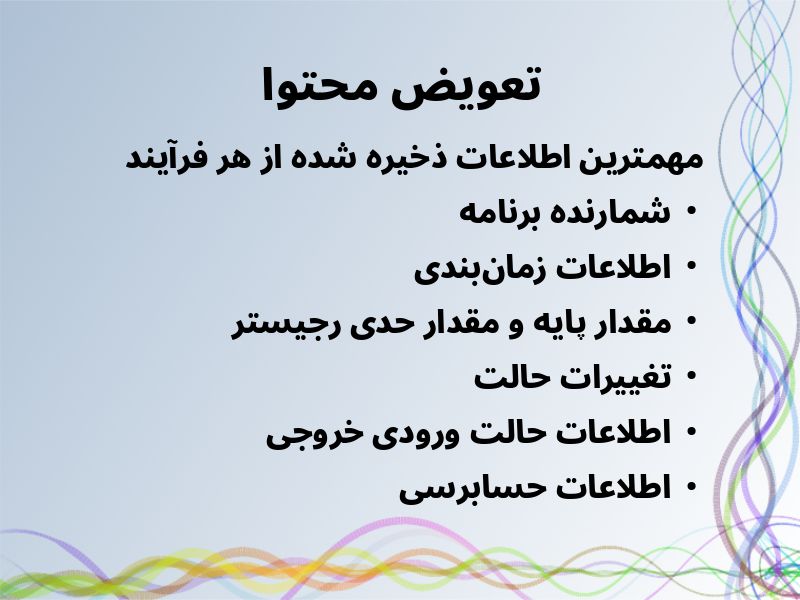 تعویض محتوا
مهمترین اطلاعات ذخیره شده از هر فرآیند
• شمارنده برنامه
• اطلاعات زمان‌بندی
• مقدار پایه و مقدار حدی رجیستر
• تغییرات حالت
• اطلاعات حالت ورودی خروجی
• اطلاعات حسابرسی